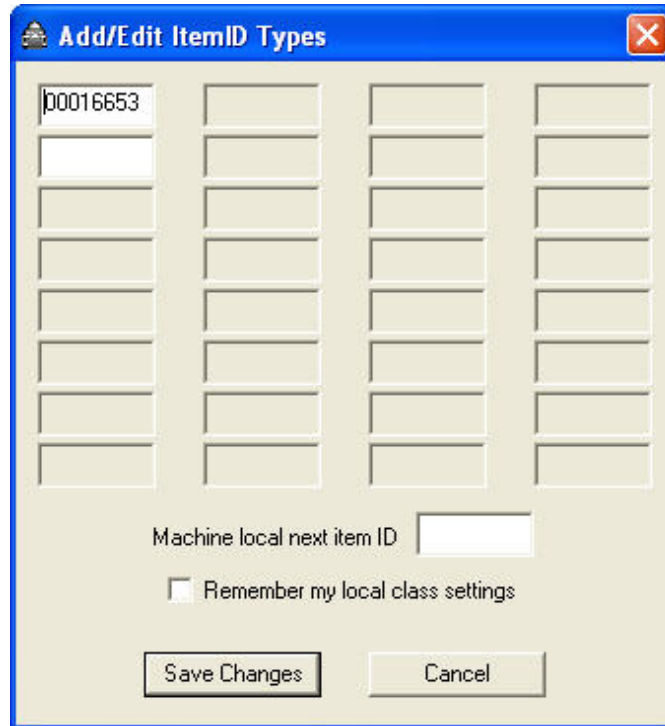 Add/Edit ItemID Types
00016653
Machine local next item ID
Remember my local class settings
Save Changes
Cancel